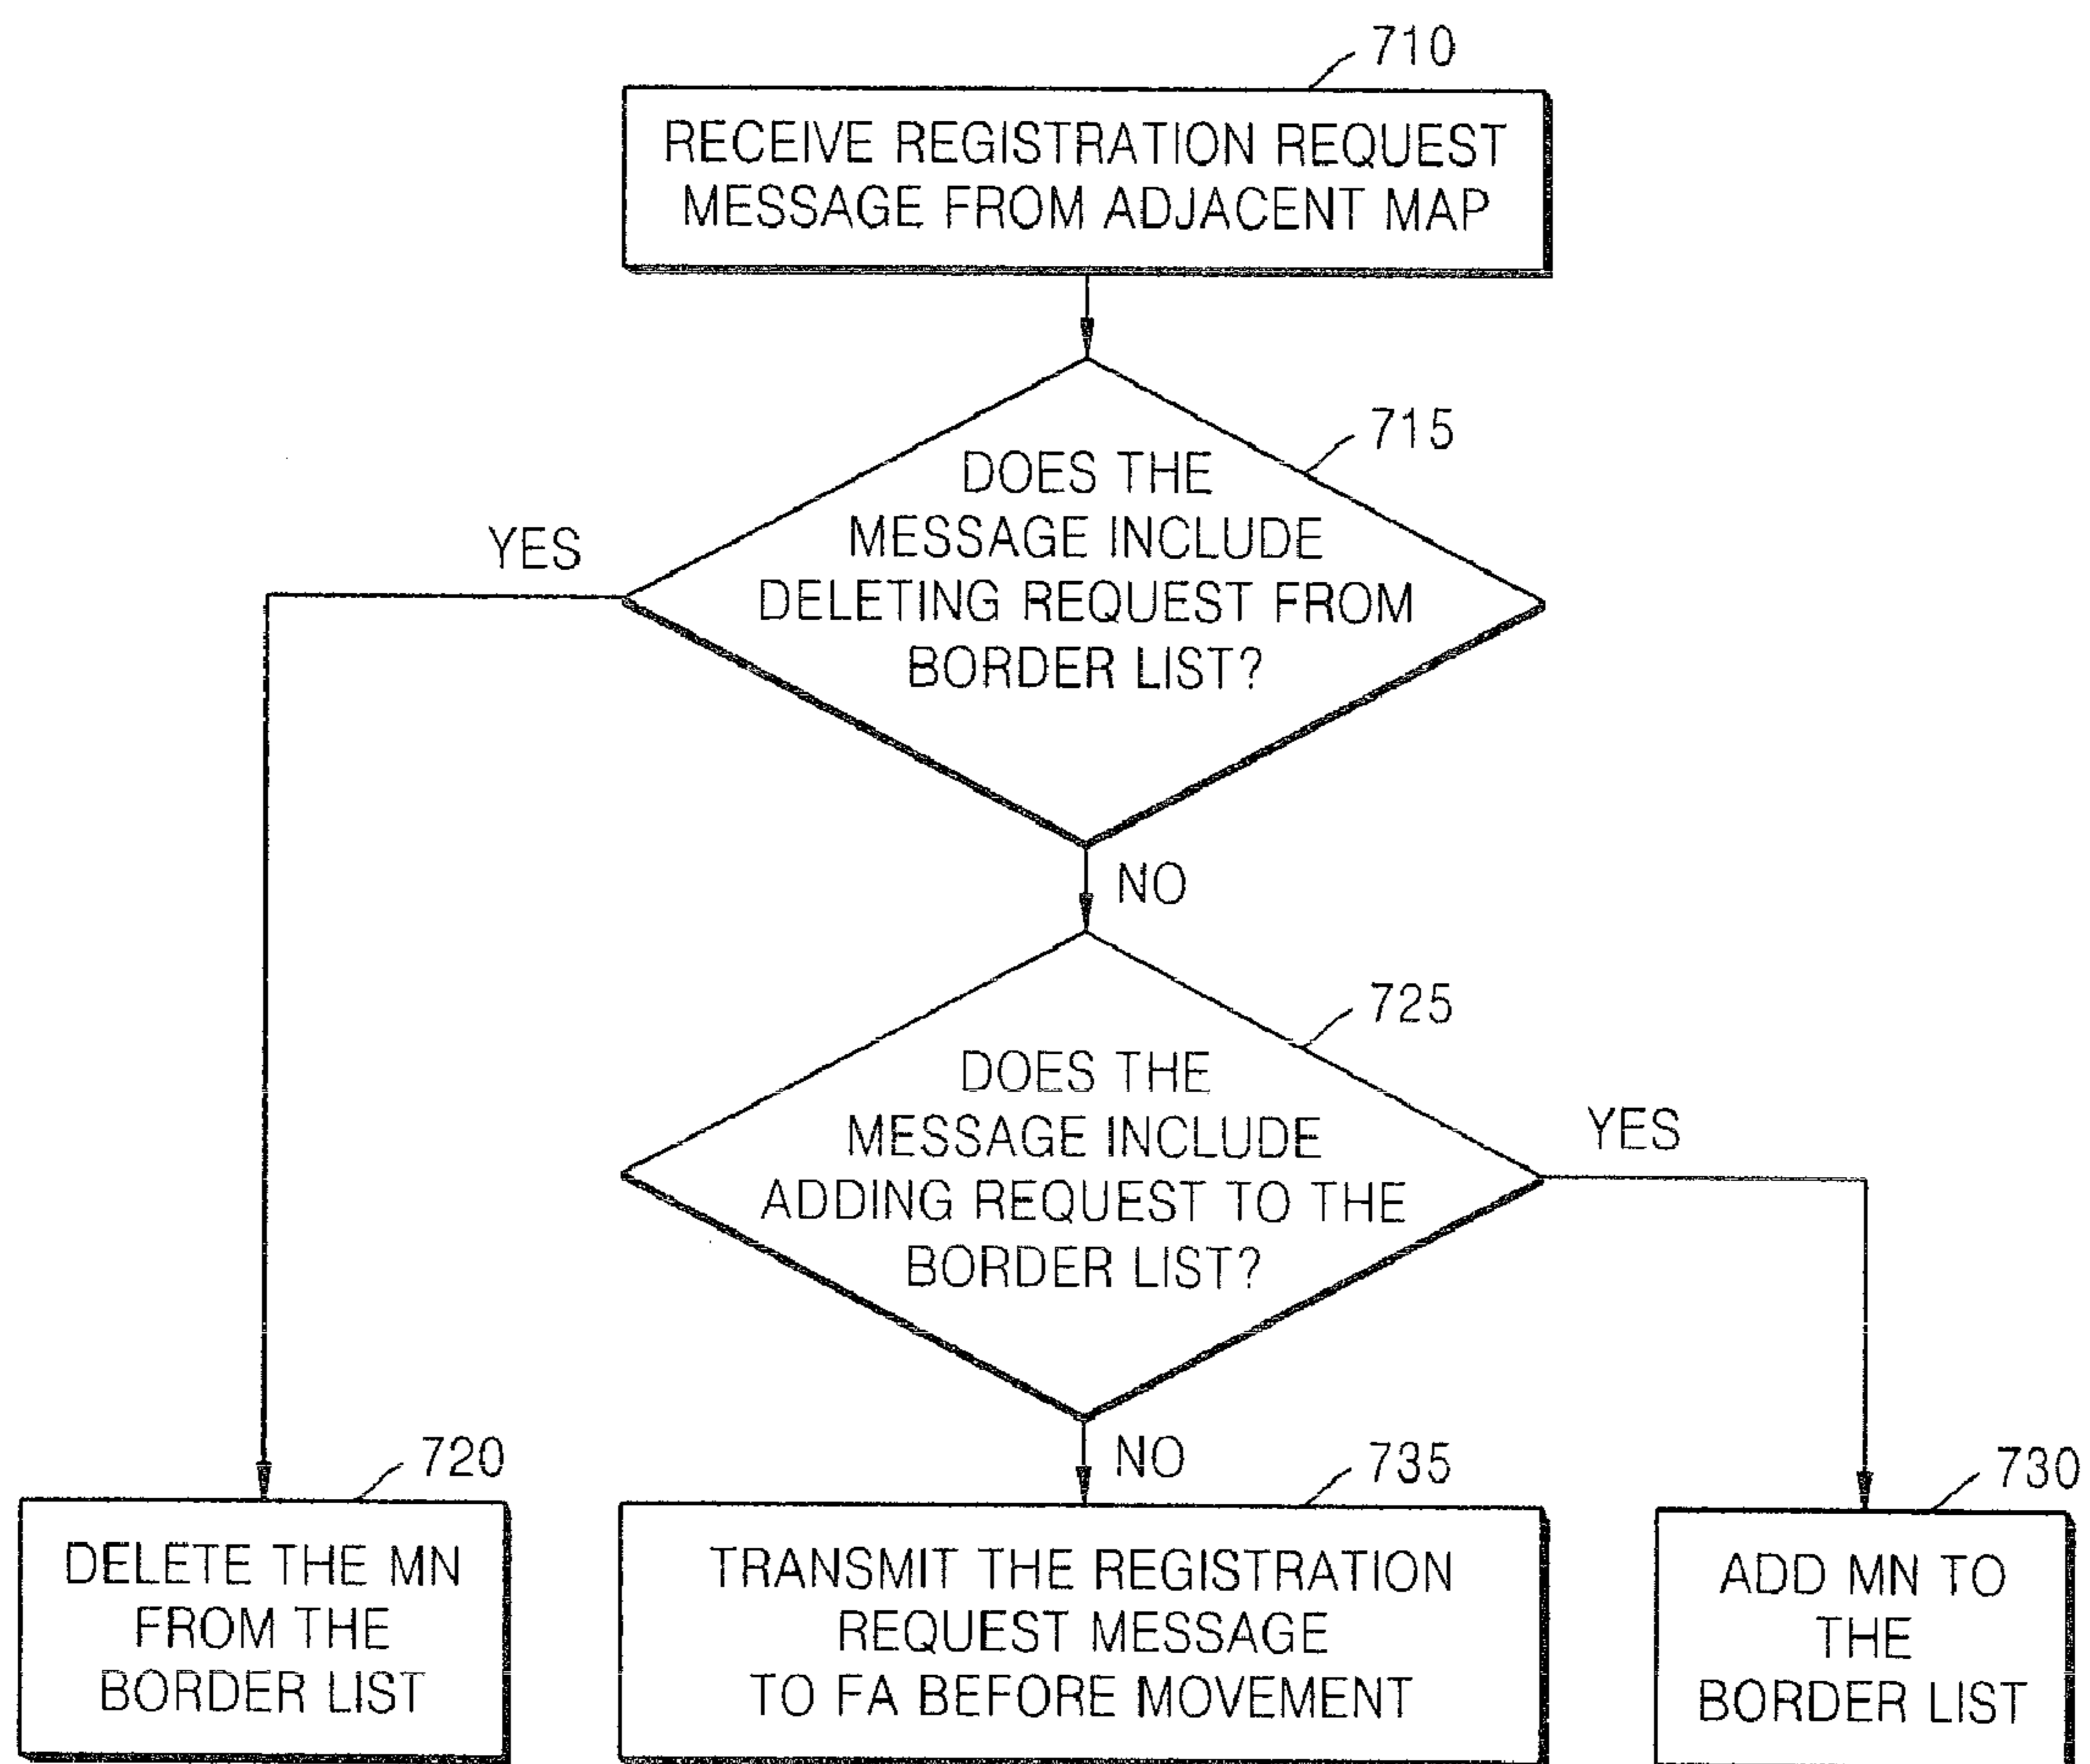 710
RECEIVE REGISTRATION REQUEST
MESSAGE FROM ADJACENT MAP
715
DOES THE
MESSAGE INCLUDE
DELETING REQUEST FROM
BORDER LIST?
YES
NO
725
DOES THE
MESSAGE INCLUDE
ADDING REQUEST TO THE
BORDER LIST?
YES
NO
720
DELETE THE MN
FROM THE
BORDER LIST
735
TRANSMIT THE REGISTRATION
REQUEST MESSAGE
TO FA BEFORE MOVEMENT
730
ADD MN TO
THE
BORDER LIST